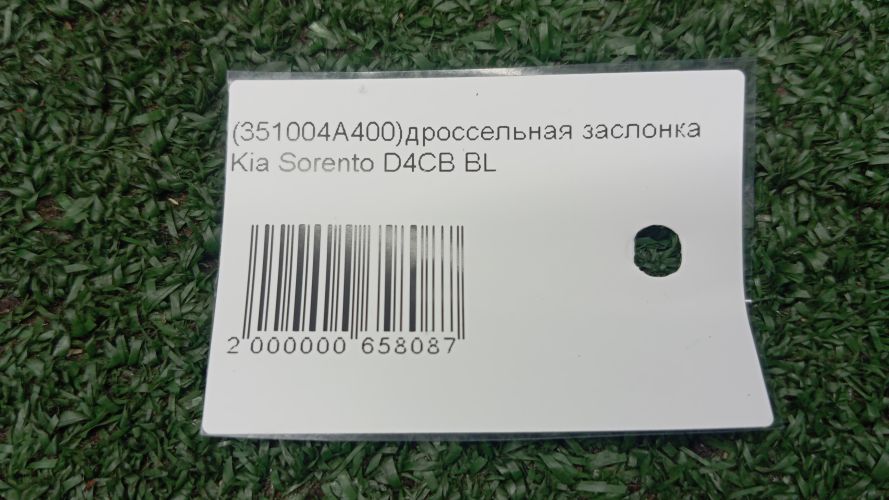 (351004A400)дроссельная заслонка
Kia Sorento D4CB BL
2 000000 658087